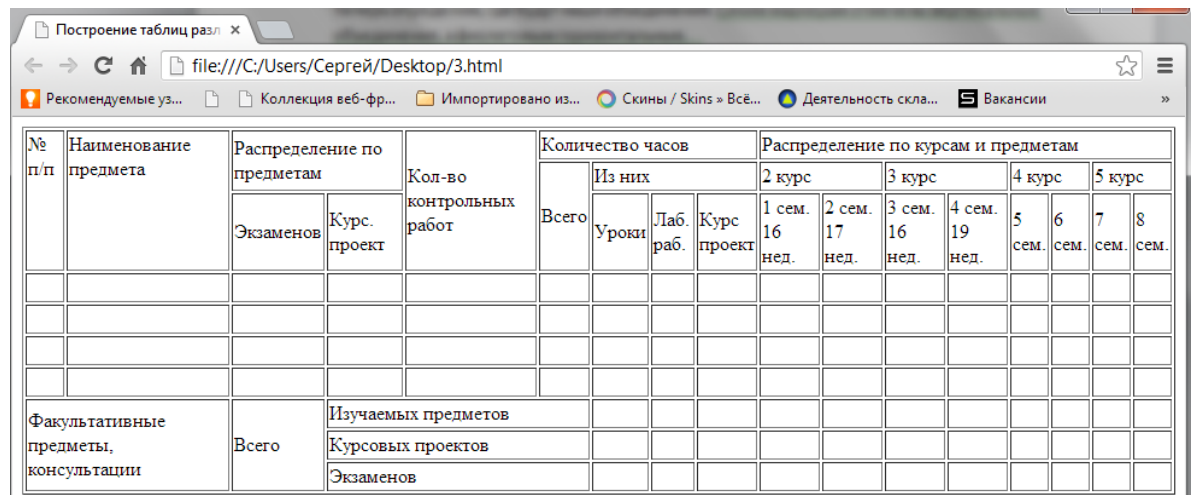 Построение таблиц разл
file:///C:/Users/Сергей/Desktop/3.html
Рекомендуемые уз... Коллекция веб-фр... Импортировано из... Скины / Skins » Всё... Деятельность скла... Вакансии »
№ п/п
Наименование предмета
Распределение по предметам
Кол-во контрольных работ
Количество часов
Распределение по курсам и предметам
Всего
Из них
2 курс
3 курс
4 курс
5 курс
Экзаменов
Курс. проект
Уроки
Лаб. раб.
Курс проект
1 сем. 16 нед.
2 сем. 17 нед.
3 сем. 16 нед.
4 сем. 19 нед.
5 сем.
6 сем.
7 сем.
8 сем.
Факультативные предметы, консультации
Всего
Изучаемых предметов
Курсовых проектов
Экзаменов